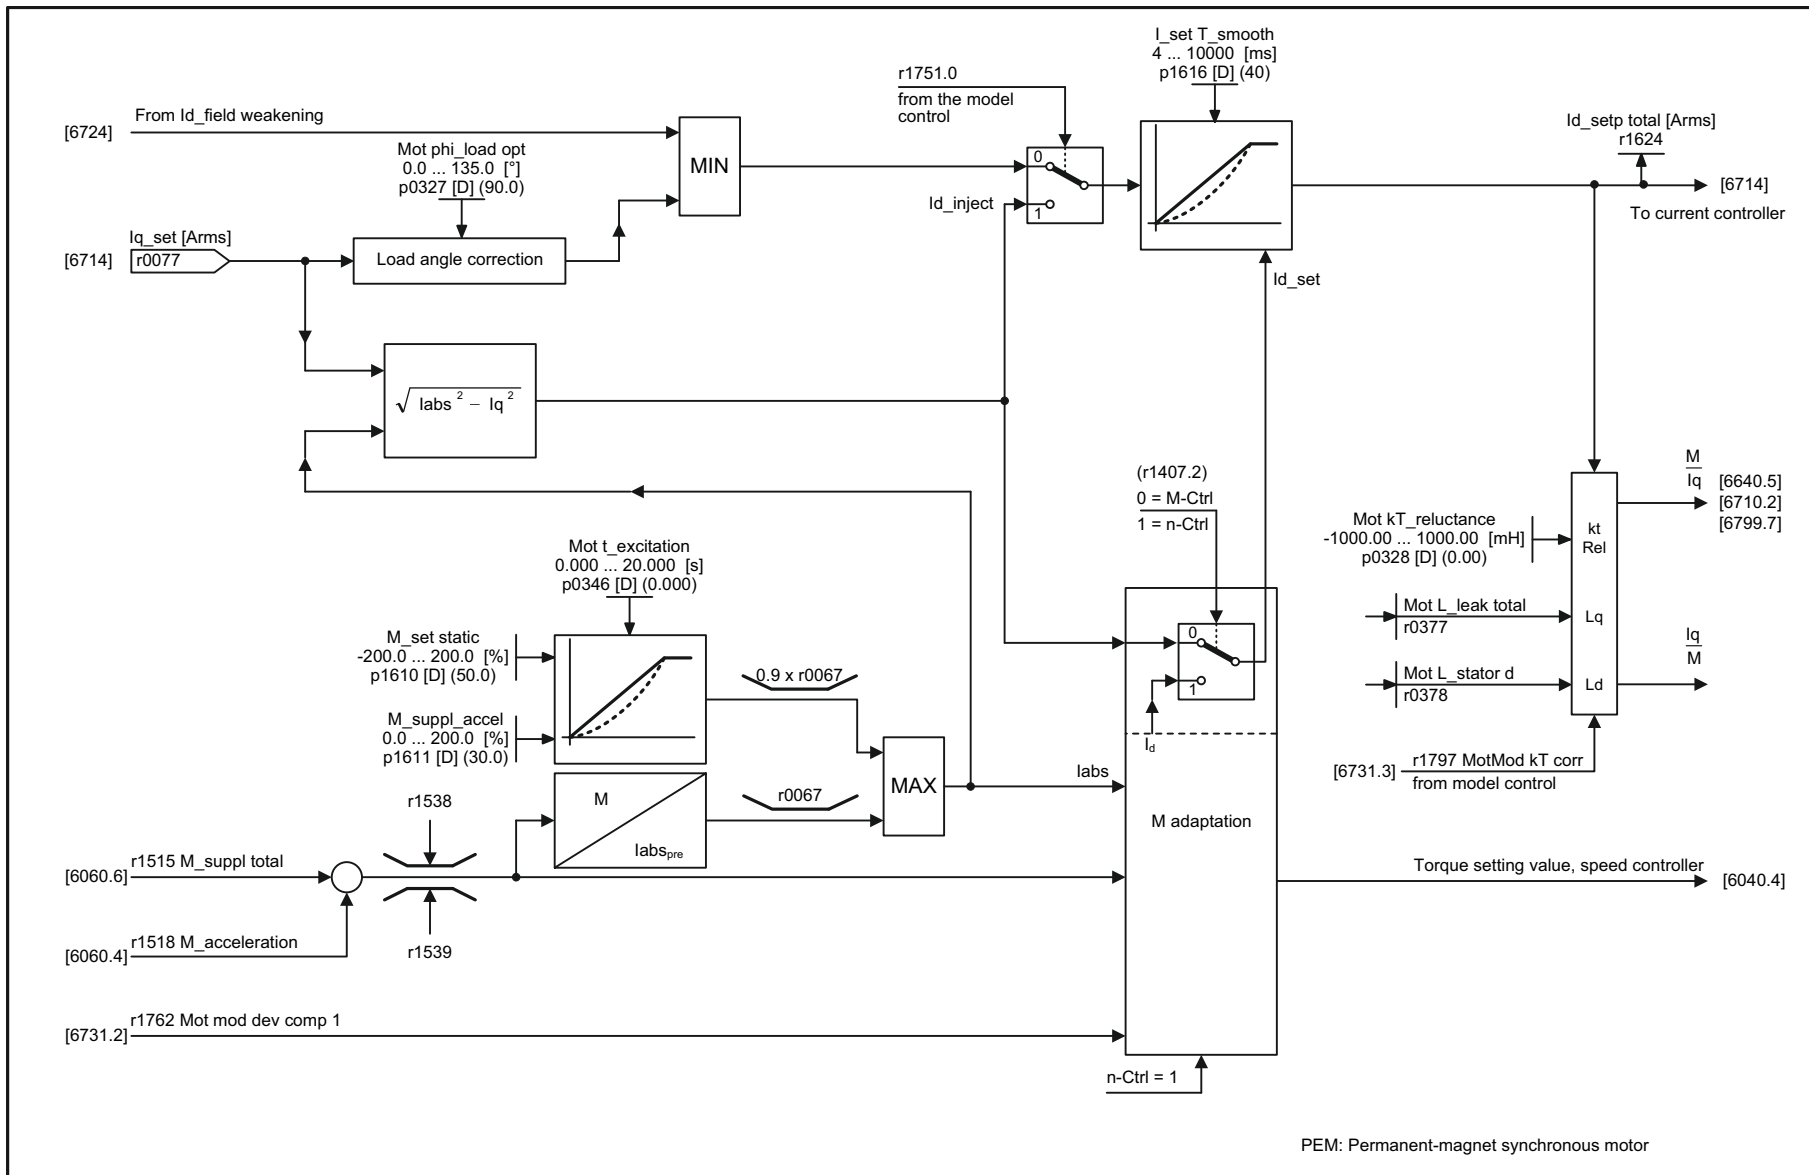 I_set T_smooth
4 ... 10000 [ms]
p1616 [D] (40)
r1751.0
from the model
control
From Id_field weakening
[6724]
Mot phi_load opt
0.0 ... 135.0 [°]
p0327 [D] (90.0)
MIN
0
1
Id_inject
Id_setp total [Arms]
r1624
[6714]
To current controller
Iq_set [Arms]
[6714]
r0077
Load angle correction
Id_set
√ Iabs 2 – Iq 2
(r1407.2)
0 = M-Ctrl
1 = n-Ctrl
M
Iq
[6640.5]
[6710.2]
[6799.7]
Mot kT_reluctance
-1000.00 ... 1000.00 [mH]
p0328 [D] (0.00)
kt
Rel
Mot t_excitation
0.000 ... 20.000 [s]
p0346 [D] (0.000)
Mot L_leak total
r0377
Lq
M_set static
-200.0 ... 200.0 [%]
p1610 [D] (50.0)
0.9 x r0067
0
1
Iq
M
Mot L_stator d
r0378
Ld
M_suppl_accel
0.0 ... 200.0 [%]
p1611 [D] (30.0)
Id
Iabs
[6731.3]
r1797 MotMod kT corr
from model control
MAX
r0067
M
Iabspre
r1538
M adaptation
[6060.6]
r1515 M_suppl total
Torque setting value, speed controller
[6040.4]
r1539
[6060.4]
r1518 M_acceleration
[6731.2]
r1762 Mot mod dev comp 1
n-Ctrl = 1
PEM: Permanent-magnet synchronous motor